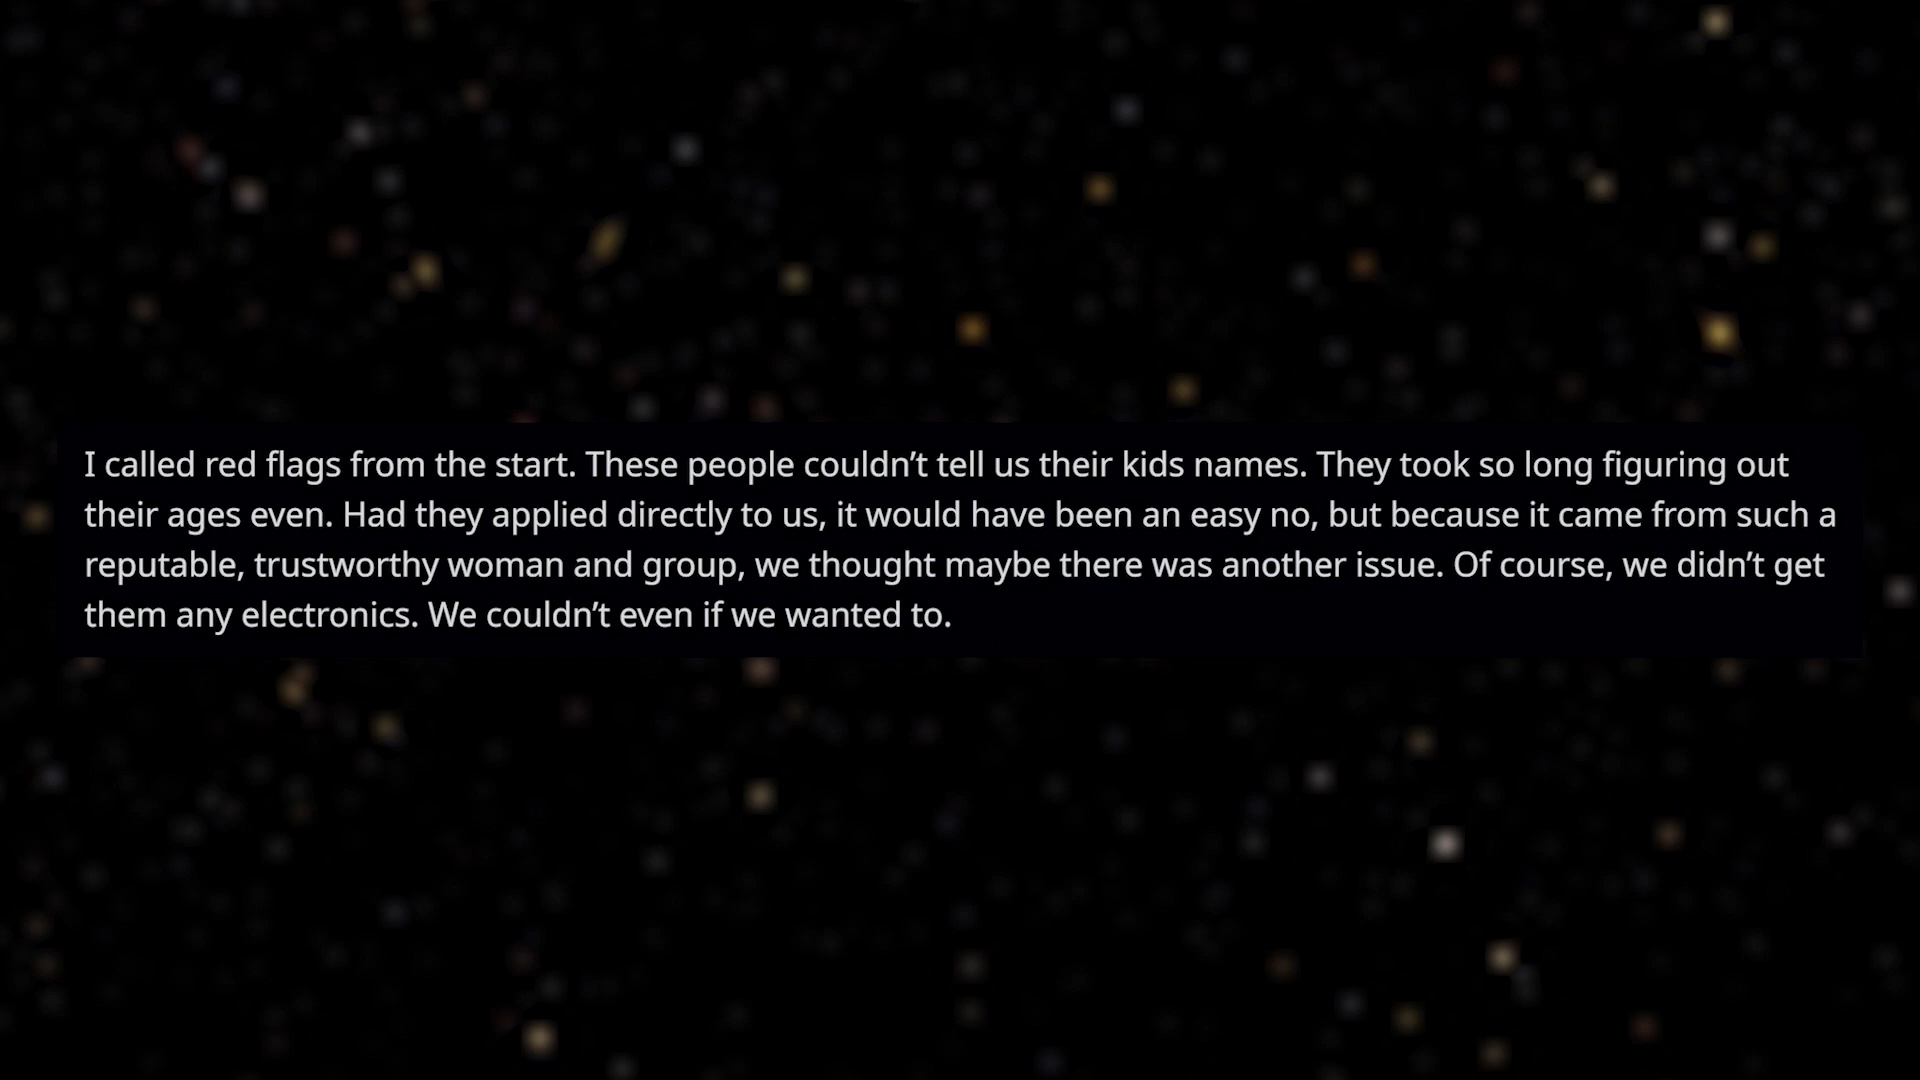 I called red flags from the start. These people couldn’t tell us their kids names. They took so long figuring out
their ages even. Had they applied directly to us, it would have been an easy no, but because it came from such a
reputable, trustworthy woman and group, we thought maybe there was another issue. Of course, we didn’t get
them any electronics. We couldn’t even if we wanted to.